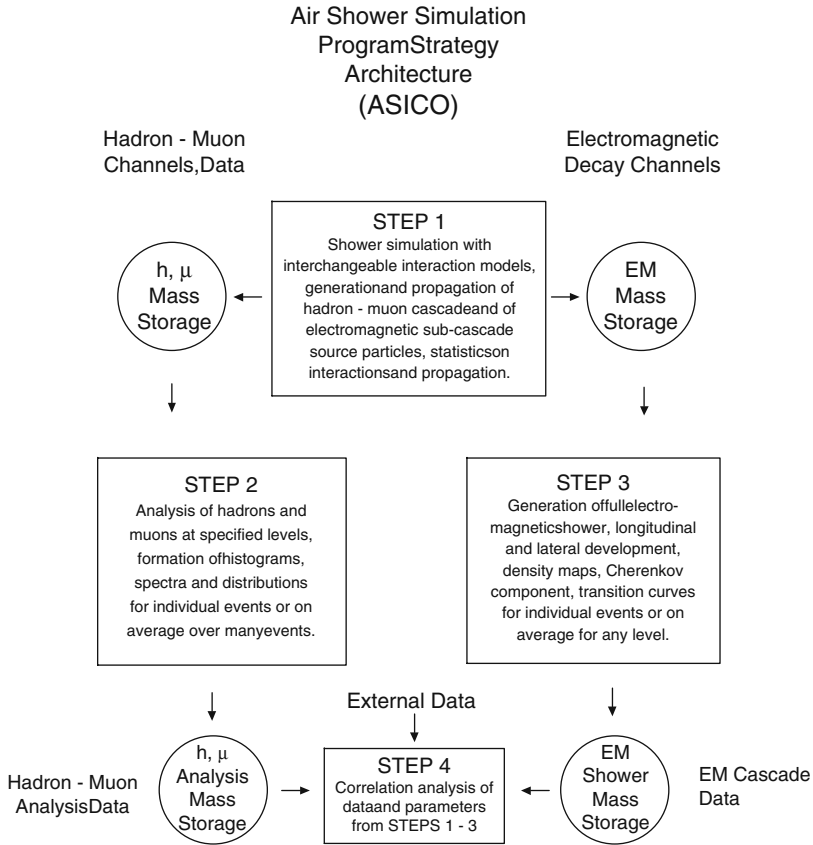 Air Shower Simulation
ProgramStrategy
Architecture
(ASICO)
Hadron - Muon
Channels,Data
Electromagnetic
Decay Channels
STEP 1
Shower simulation with
interchangeable interaction models,
generationand propagation of
hadron - muon cascadeand of
electromagnetic sub-cascade
source particles, statisticson
interactionsand propagation.
h, μ
Mass
Storage
EM
Mass
Storage
STEP 2
Analysis of hadrons and
muons at specified levels,
formation ofhistograms,
spectra and distributions
for individual events or on
average over manyevents.
STEP 3
Generation offullelectro-
magneticshower, longitudinal
and lateral development,
density maps, Cherenkov
component, transition curves
for individual events or on
average for any level.
External Data
Hadron - Muon
AnalysisData
h, μ
Analysis
Mass
Storage
STEP 4
Correlation analysis of
dataand parameters
from STEPS 1 - 3
EM
Shower
Mass
Storage
EM Cascade
Data